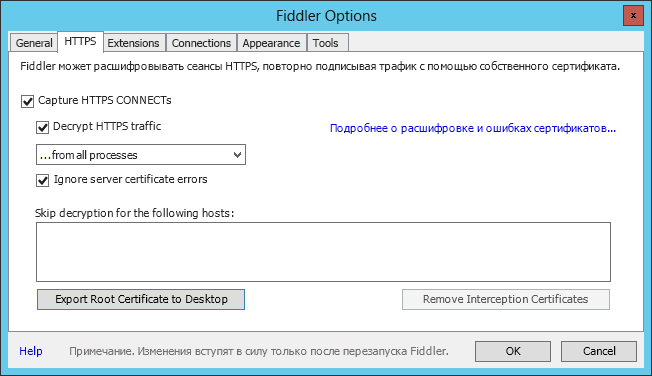 Fiddler Options
x
General HTTPS Extensions Connections Appearance Tools
Fiddler может расшифровывать сеансы HTTPS, повторно подписывая трафик с помощью собственного сертификата.
Capture HTTPS CONNECTs
Decrypt HTTPS traffic
Подробнее о расшифровке и ошибках сертификатов...
...from all processes
Ignore server certificate errors
Skip decryption for the following hosts:
Export Root Certificate to Desktop Remove Interception Certificates
Help Примечание. Изменения вступят в силу только после перезапуска Fiddler. OK Cancel